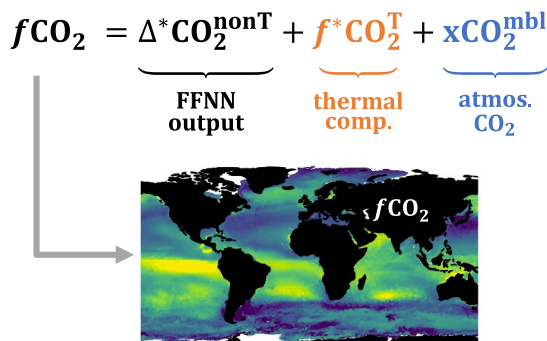 fCO₂ = Δ*CO₂ⁿᵒⁿᵀ + f*CO₂ᵀ + xCO₂ᵐᵇˡ
FFNN output
thermal comp.
atmos. CO₂
fCO₂